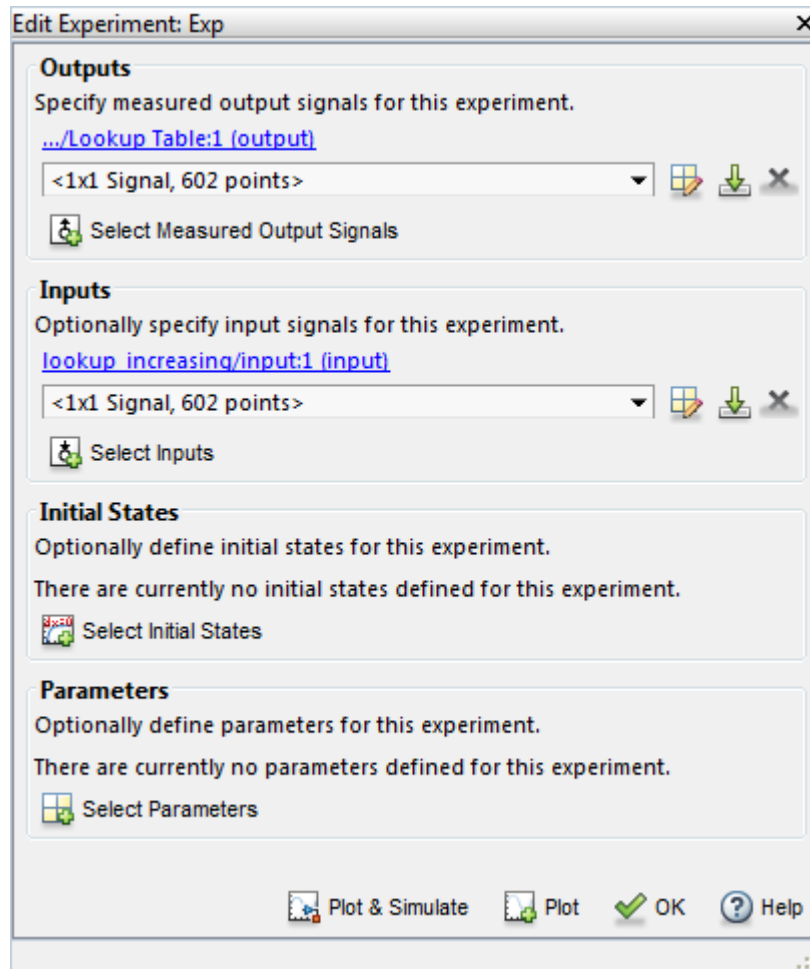 Edit Experiment: Exp
Outputs
Specify measured output signals for this experiment.
.../Lookup Table:1 (output)
<1x1 Signal, 602 points>
Select Measured Output Signals
Inputs
Optionally specify input signals for this experiment.
lookup_increasing/input:1 (input)
<1x1 Signal, 602 points>
Select Inputs
Initial States
Optionally define initial states for this experiment.
There are currently no initial states defined for this experiment.
Select Initial States
Parameters
Optionally define parameters for this experiment.
There are currently no parameters defined for this experiment.
Select Parameters
Plot & Simulate Plot OK Help